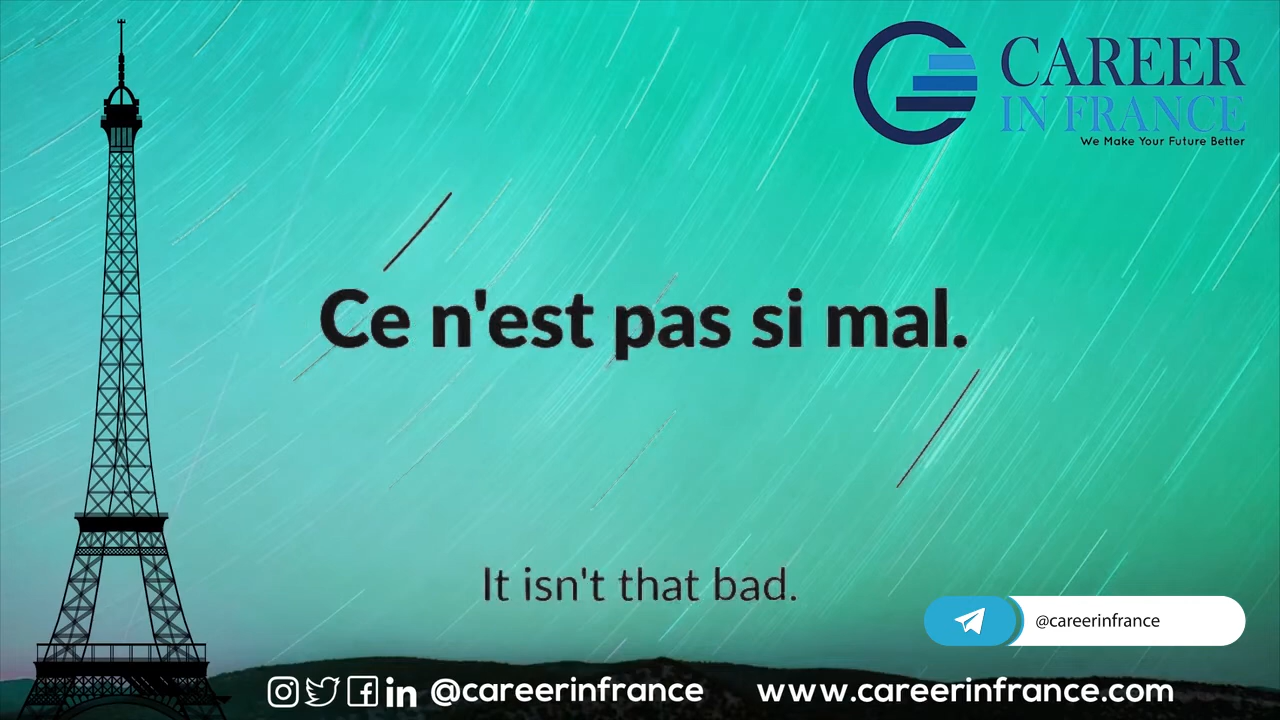 CAREER
IN FRANCE
We Make Your Future Better
Ce n'est pas si mal.
It isn't that bad.
@careerinfrance
@careerinfrance www.careerinfrance.com